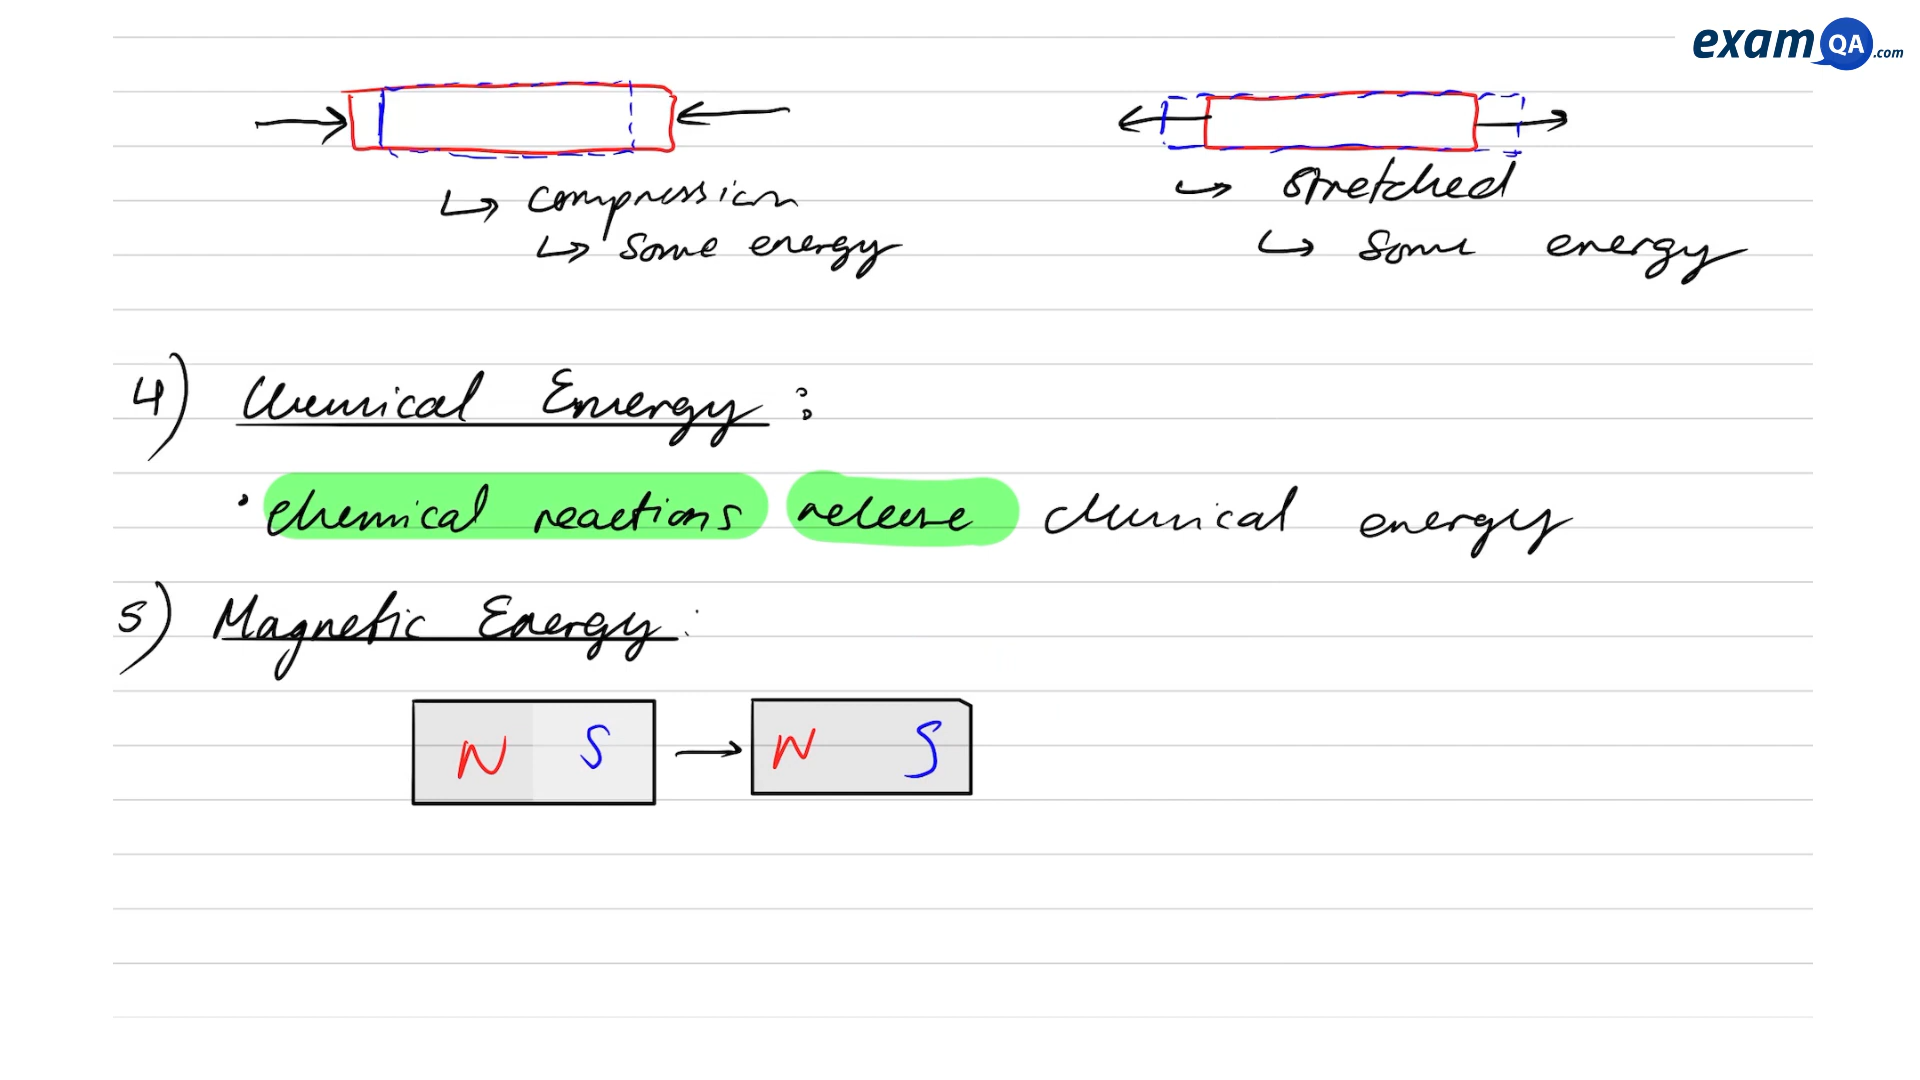 examQA.com
↳ compression
↳ some energy
↳ stretched
↳ some energy
4) Chemical Energy :
· chemical reactions release chemical energy
5) Magnetic Energy :
N S → N S